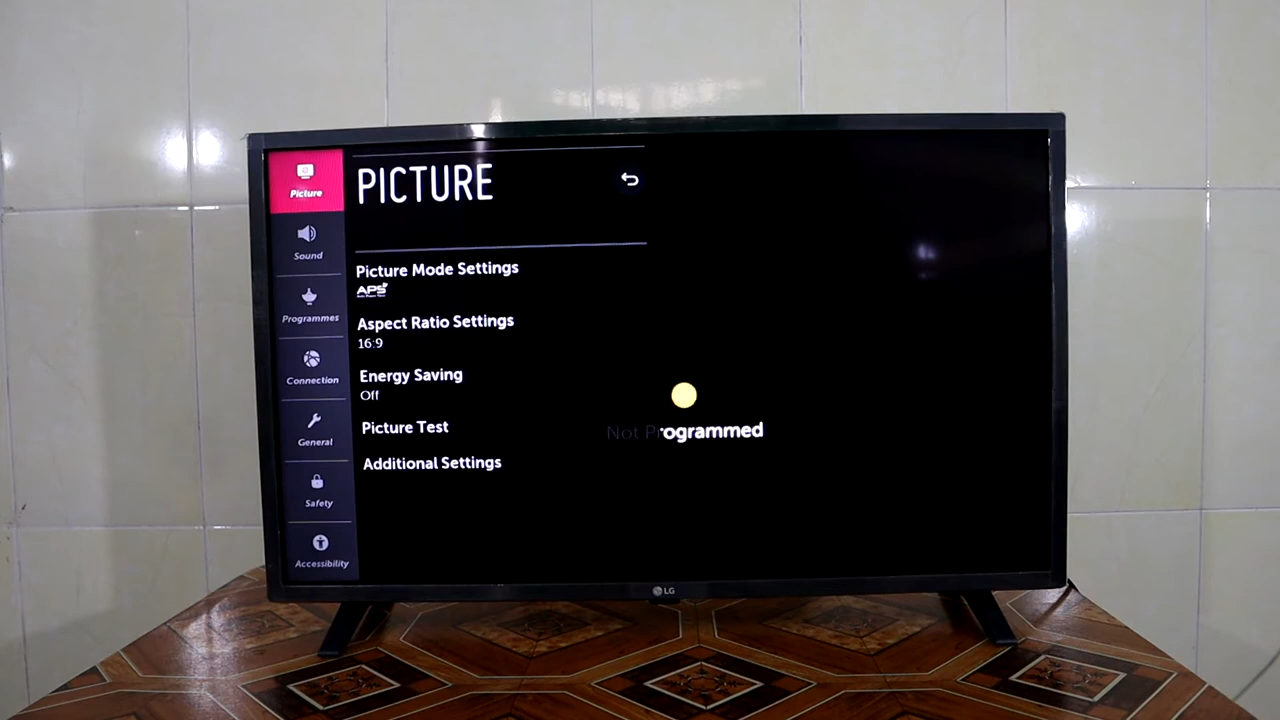 Picture
Sound
Programmes
Connection
General
Safety
Accessibility
PICTURE
Picture Mode Settings
APS
Aspect Ratio Settings
16:9
Energy Saving
Off
Picture Test
Additional Settings
Not Programmed
LG